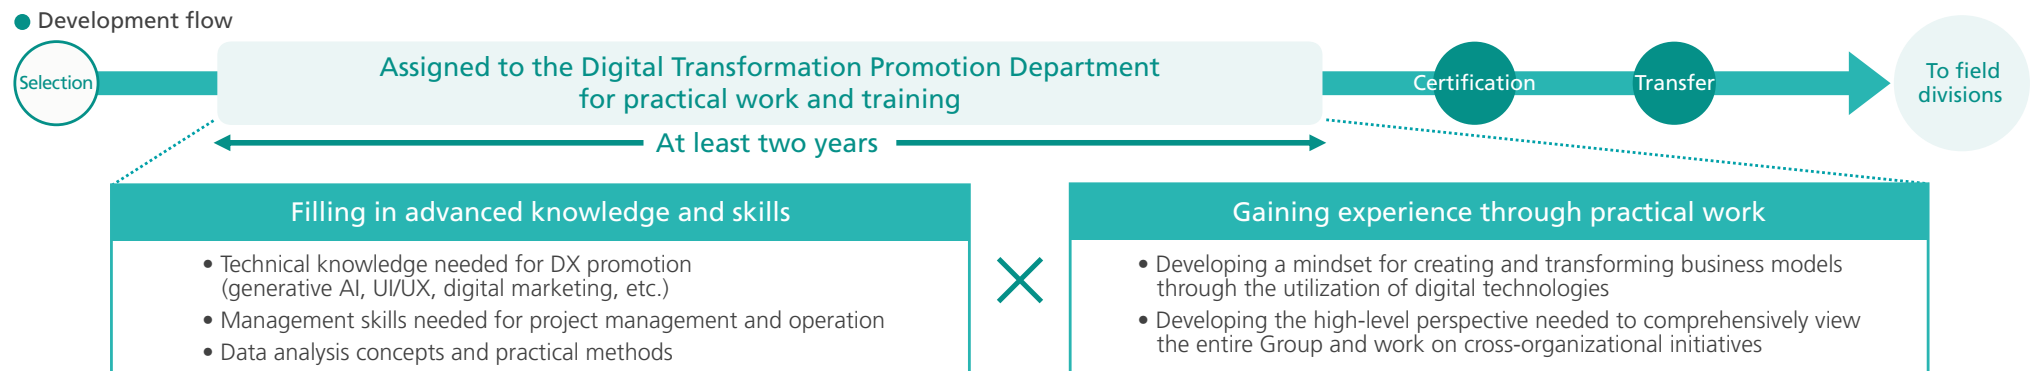 ● Development flow
Selection
Assigned to the Digital Transformation Promotion Department
for practical work and training
Certification
Transfer
To field
divisions
At least two years
Filling in advanced knowledge and skills
• Technical knowledge needed for DX promotion
(generative AI, UI/UX, digital marketing, etc.)
• Management skills needed for project management and operation
• Data analysis concepts and practical methods
×
Gaining experience through practical work
• Developing a mindset for creating and transforming business models
through the utilization of digital technologies
• Developing the high-level perspective needed to comprehensively view
the entire Group and work on cross-organizational initiatives